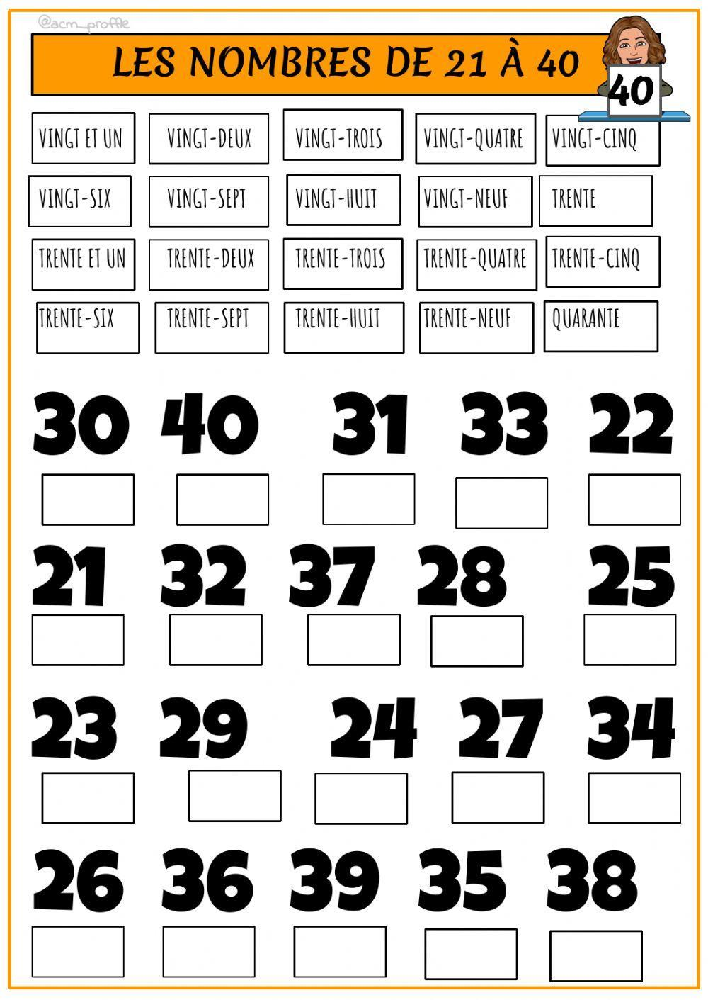 @acm_proffle
LES NOMBRES DE 21 À 40
40
VINGT ET UN VINGT-DEUX VINGT-TROIS VINGT-QUATRE VINGT-CINQ
VINGT-SIX VINGT-SEPT VINGT-HUIT VINGT-NEUF TRENTE
TRENTE ET UN TRENTE-DEUX TRENTE-TROIS TRENTE-QUATRE TRENTE-CINQ
TRENTE-SIX TRENTE-SEPT TRENTE-HUIT TRENTE-NEUF QUARANTE
30 40 31 33 22
21 32 37 28 25
23 29 24 27 34
26 36 39 35 38